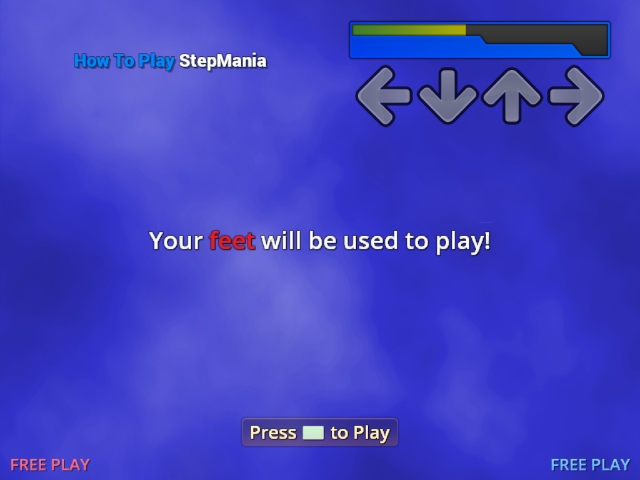 How To Play StepMania
Your feet will be used to play!
Press to Play
FREE PLAY
FREE PLAY